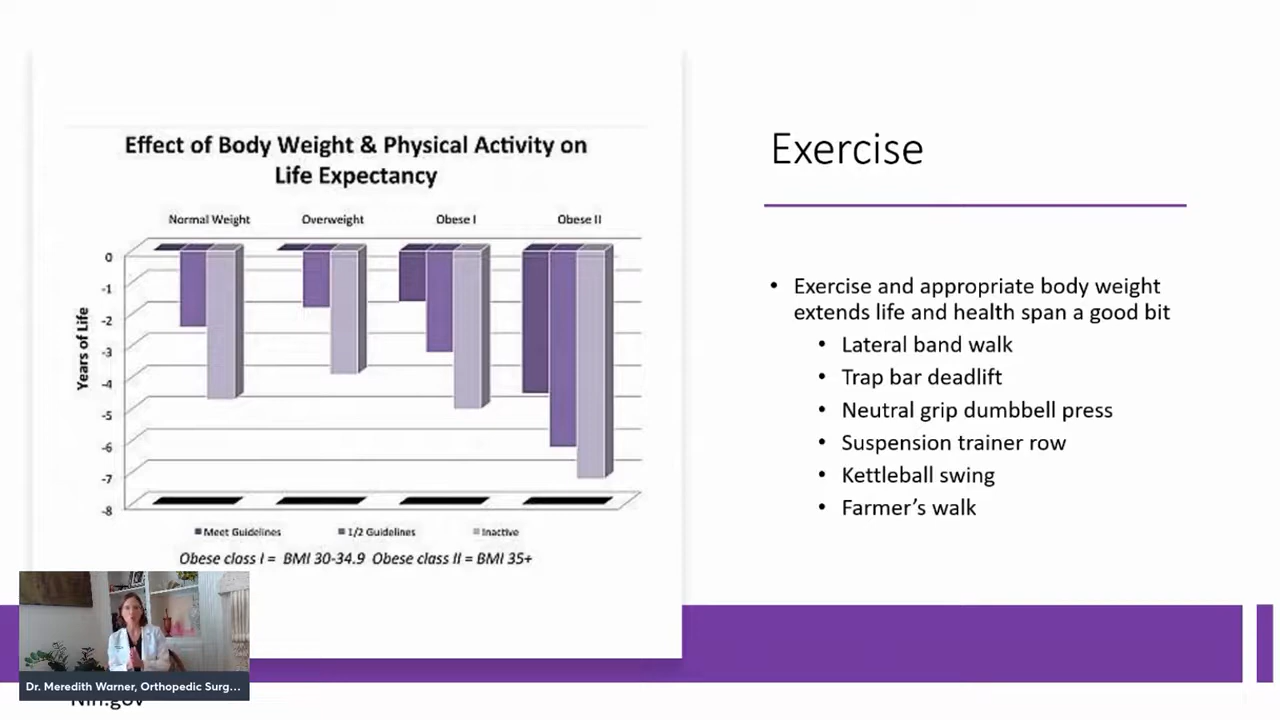 Effect of Body Weight & Physical Activity on
Life Expectancy
Normal Weight
Overweight
Obese I
Obese II
Years of Life
0
-1
-2
-3
-4
-5
-6
-7
-8
Meet Guidelines
1/2 Guidelines
Inactive
Obese class I = BMI 30-34.9 Obese class II = BMI 35+
Exercise
• Exercise and appropriate body weight
extends life and health span a good bit
• Lateral band walk
• Trap bar deadlift
• Neutral grip dumbbell press
• Suspension trainer row
• Kettleball swing
• Farmer's walk
Dr. Meredith Warner, Orthopedic Surg...
Nih.gov